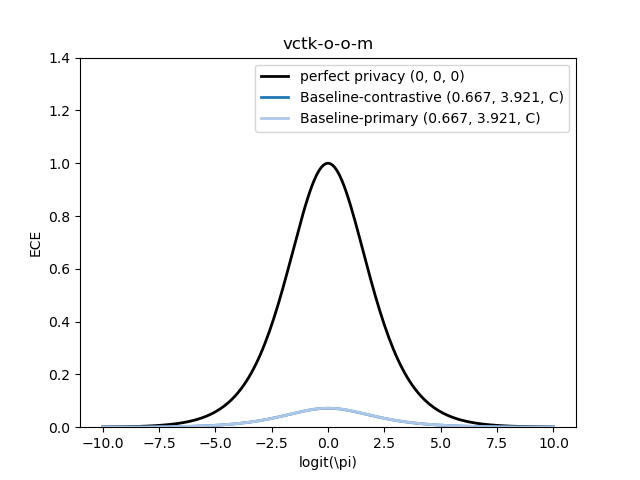 vctk-o-o-m
1.4
1.2
1.0
0.8
0.6
0.4
0.2
0.0
ECE
perfect privacy (0, 0, 0)
Baseline-contrastive (0.667, 3.921, C)
Baseline-primary (0.667, 3.921, C)
−10.0 −7.5 −5.0 −2.5 0.0 2.5 5.0 7.5 10.0
logit(\pi)